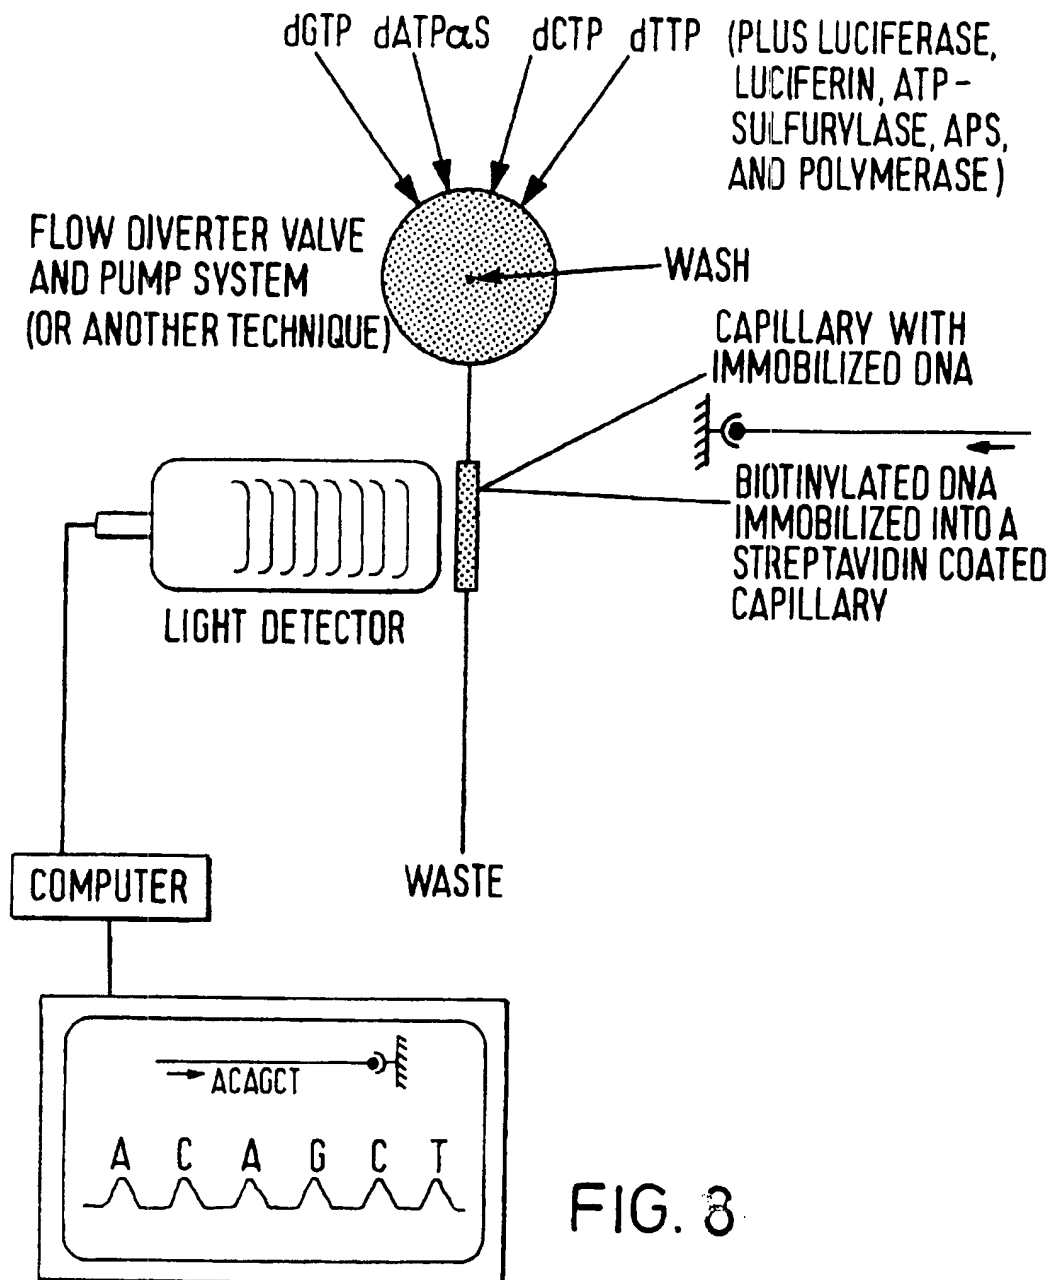 dGTP dATPαS dCTP dTTP (PLUS LUCIFERASE,
LUCIFERIN, ATP-
SULFURYLASE, APS,
AND POLYMERASE)
FLOW DIVERTER VALVE
AND PUMP SYSTEM
(OR ANOTHER TECHNIQUE)
WASH
CAPILLARY WITH
IMMOBILIZED DNA
BIOTINYLATED DNA
IMMOBILIZED INTO A
STREPTAVIDIN COATED
CAPILLARY
LIGHT DETECTOR
COMPUTER
WASTE
ACAGCT
A C A G C T
FIG. 8